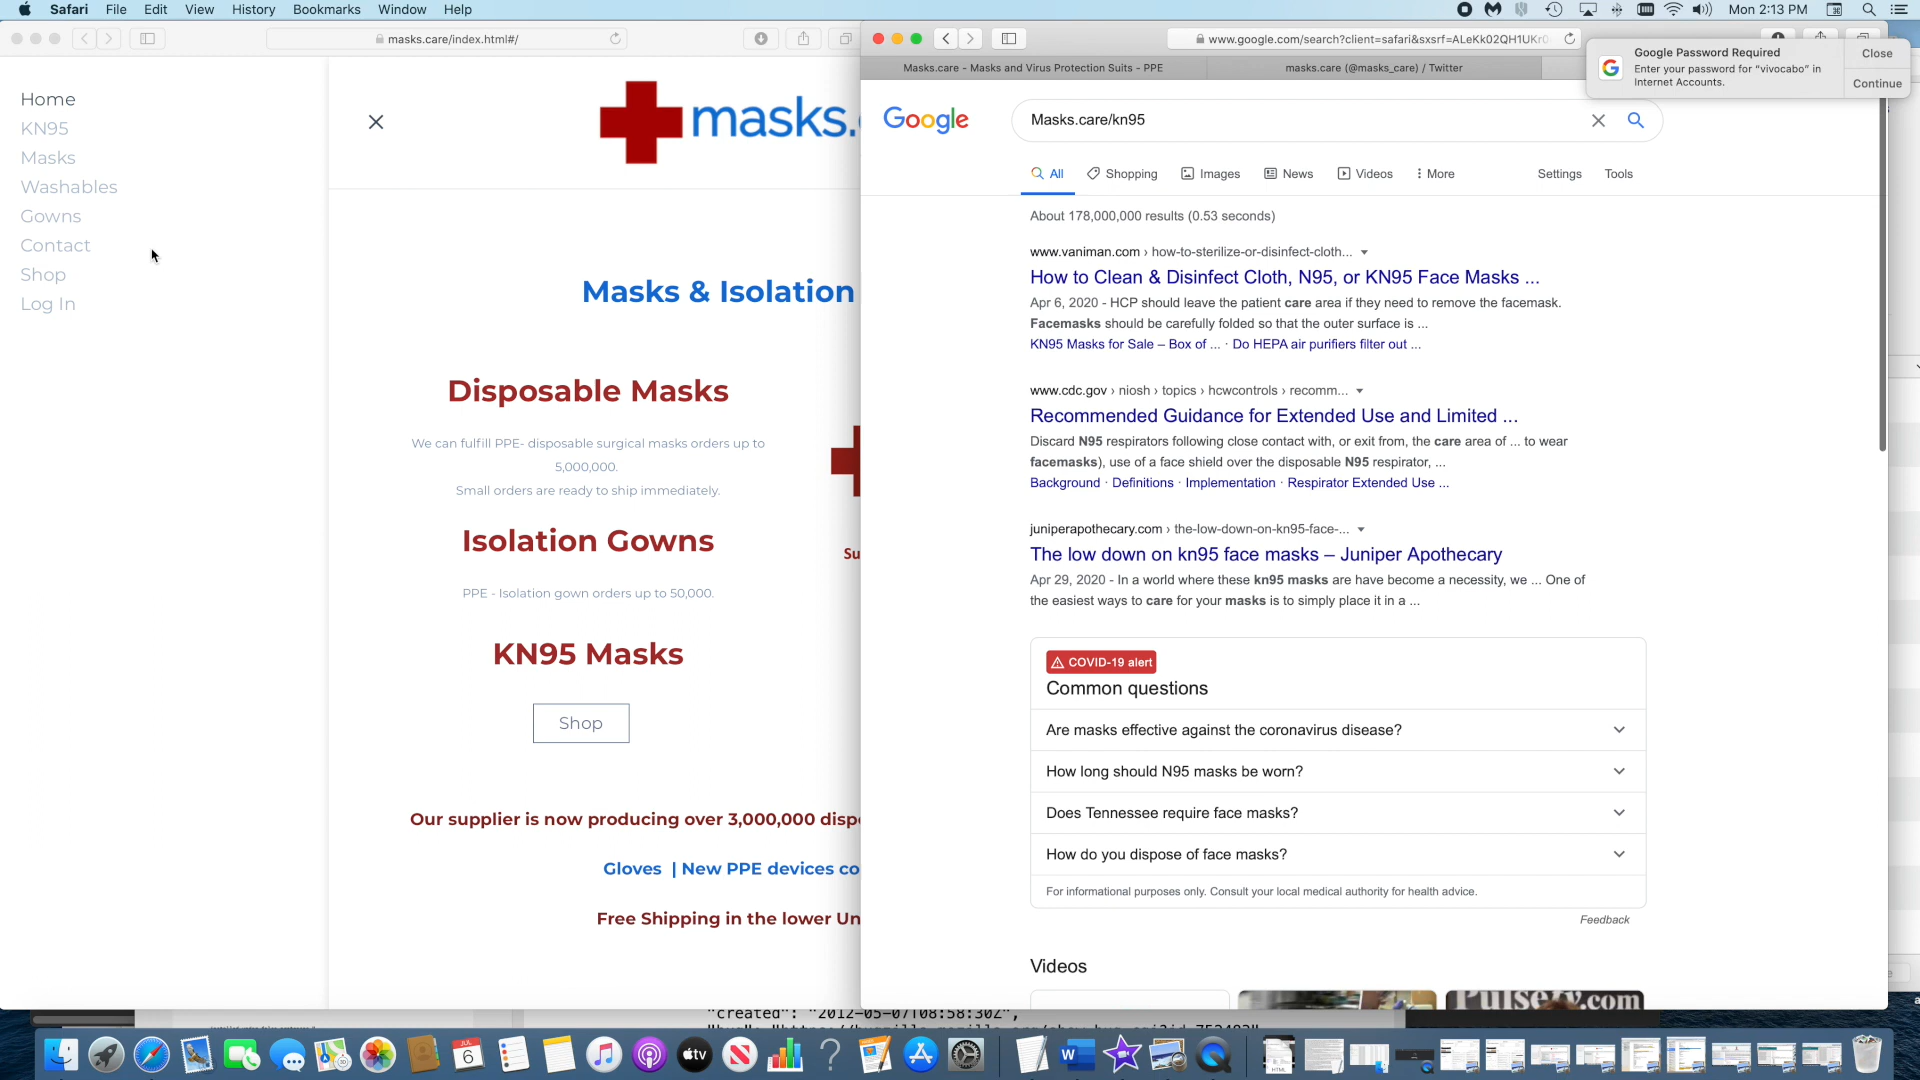 Safari File Edit View History Bookmarks Window Help
Mon 2:13 PM
masks.care/index.html#/
Home
KN95
Masks
Washables
Gowns
Contact
Shop
Log In
masks.
Masks & Isolation
Disposable Masks
We can fulfill PPE- disposable surgical masks orders up to
5,000,000.
Small orders are ready to ship immediately.
Isolation Gowns
Su
PPE - Isolation gown orders up to 50,000.
KN95 Masks
Shop
Our supplier is now producing over 3,000,000 disp
Gloves | New PPE devices co
Free Shipping in the lower Un
www.google.com/search?client=safari&sxsrf=ALeKk02QH1UKr0
Masks.care - Masks and Virus Protection Suits - PPE
masks.care (@masks_care) / Twitter
Google Password Required
Enter your password for "vivocabo" in
Internet Accounts.
Close
Continue
Google
Masks.care/kn95
All Shopping Images News Videos More Settings Tools
About 178,000,000 results (0.53 seconds)
www.vaniman.com › how-to-sterilize-or-disinfect-cloth...
How to Clean & Disinfect Cloth, N95, or KN95 Face Masks ...
Apr 6, 2020 - HCP should leave the patient care area if they need to remove the facemask.
Facemasks should be carefully folded so that the outer surface is ...
KN95 Masks for Sale – Box of ... · Do HEPA air purifiers filter out ...
www.cdc.gov › niosh › topics › hcwcontrols › recomm...
Recommended Guidance for Extended Use and Limited ...
Discard N95 respirators following close contact with, or exit from, the care area of ... to wear
facemasks), use of a face shield over the disposable N95 respirator, ...
Background · Definitions · Implementation · Respirator Extended Use ...
juniperapothecary.com › the-low-down-on-kn95-face-...
The low down on kn95 face masks – Juniper Apothecary
Apr 29, 2020 - In a world where these kn95 masks are have become a necessity, we ... One of
the easiest ways to care for your masks is to simply place it in a ...
COVID-19 alert
Common questions
Are masks effective against the coronavirus disease?
How long should N95 masks be worn?
Does Tennessee require face masks?
How do you dispose of face masks?
For informational purposes only. Consult your local medical authority for health advice.
Feedback
Videos
"created": "2012-05-07T08:58:30Z",
JUL
6
tv